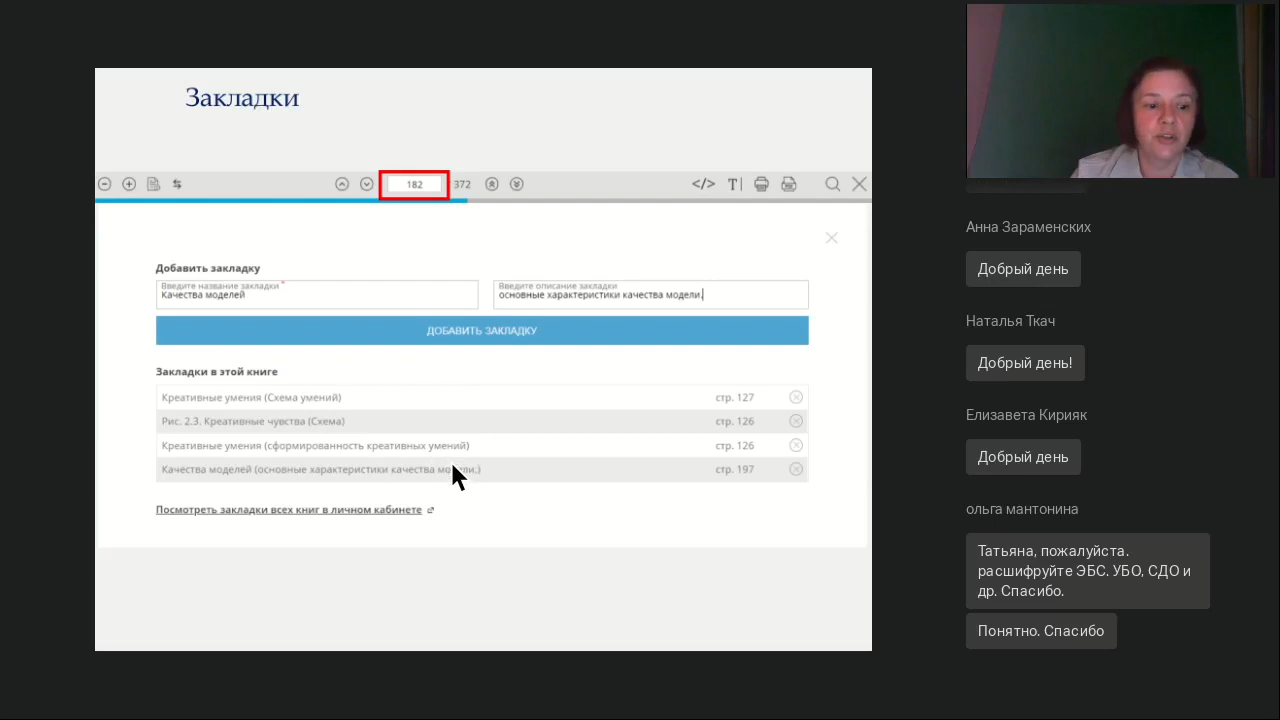 Закладки
182
372
</>
T|
Добавить закладку
Введите название закладки *
Качества моделей
Введите описание закладки
основные характеристики качества модели.
ДОБАВИТЬ ЗАКЛАДКУ
Закладки в этой книге
Креативные умения (Схема умений) стр. 127
Рис. 2.3. Креативные чувства (Схема) стр. 126
Креативные умения (сформированность креативных умений) стр. 126
Качества моделей (основные характеристики качества модели.) стр. 197
Посмотреть закладки всех книг в личном кабинете
Анна Зараменских
Добрый день
Наталья Ткач
Добрый день!
Елизавета Кирияк
Добрый день
ольга мантонина
Татьяна, пожалуйста.
расшифруйте ЭБС. УБО, СДО и
др. Спасибо.
Понятно. Спасибо